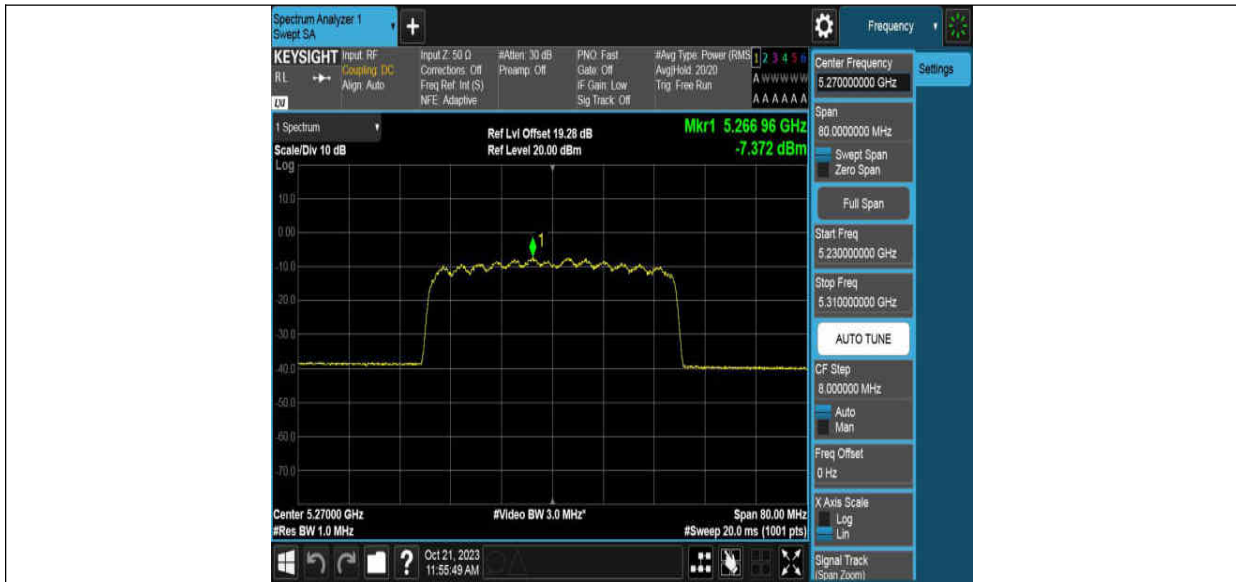 Spectrum Analyzer 1
Swept SA
+
Frequency
KEYSIGHT
RL
LXI
Input: RF
Coupling: DC
Align: Auto
Input Z: 50 Ω
Corrections: Off
Freq Ref: Int (S)
NFE: Adaptive
#Atten: 30 dB
Preamp: Off
PNO: Fast
Gate: Off
IF Gain: Low
Sig Track: Off
#Avg Type: Power (RMS
Avg|Hold: 20/20
Trig: Free Run
1 2 3 4 5 6
A W W W W W
A A A A A A
1 Spectrum
Scale/Div 10 dB
Log
Ref Lvl Offset 19.28 dB
Ref Level 20.00 dBm
Mkr1 5.266 96 GHz
-7.372 dBm
10.0
0.00
-10.0
-20.0
-30.0
-40.0
-50.0
-60.0
-70.0
1
Center 5.27000 GHz
#Res BW 1.0 MHz
#Video BW 3.0 MHz*
Span 80.00 MHz
#Sweep 20.0 ms (1001 pts)
?
Oct 21, 2023
11:55:49 AM
Center Frequency
5.270000000 GHz
Span
80.0000000 MHz
Swept Span
Zero Span
Full Span
Start Freq
5.230000000 GHz
Stop Freq
5.310000000 GHz
AUTO TUNE
CF Step
8.000000 MHz
Auto
Man
Freq Offset
0 Hz
X Axis Scale
Log
Lin
Signal Track
(Span Zoom)
Settings